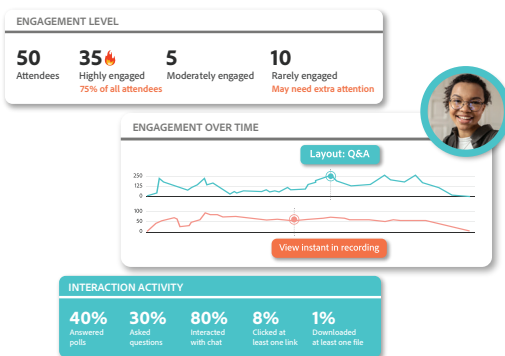 ENGAGEMENT LEVEL
50 35 5 10
Attendees Highly engaged Moderately engaged Rarely engaged
75% of all attendees May need extra attention
ENGAGEMENT OVER TIME
Layout: Q&A
250
125
0
100
50
0
View instant in recording
INTERACTION ACTIVITY
40% 30% 80% 8% 1%
Answered Asked Interacted Clicked at Downloaded
polls questions with chat least one link at least one file